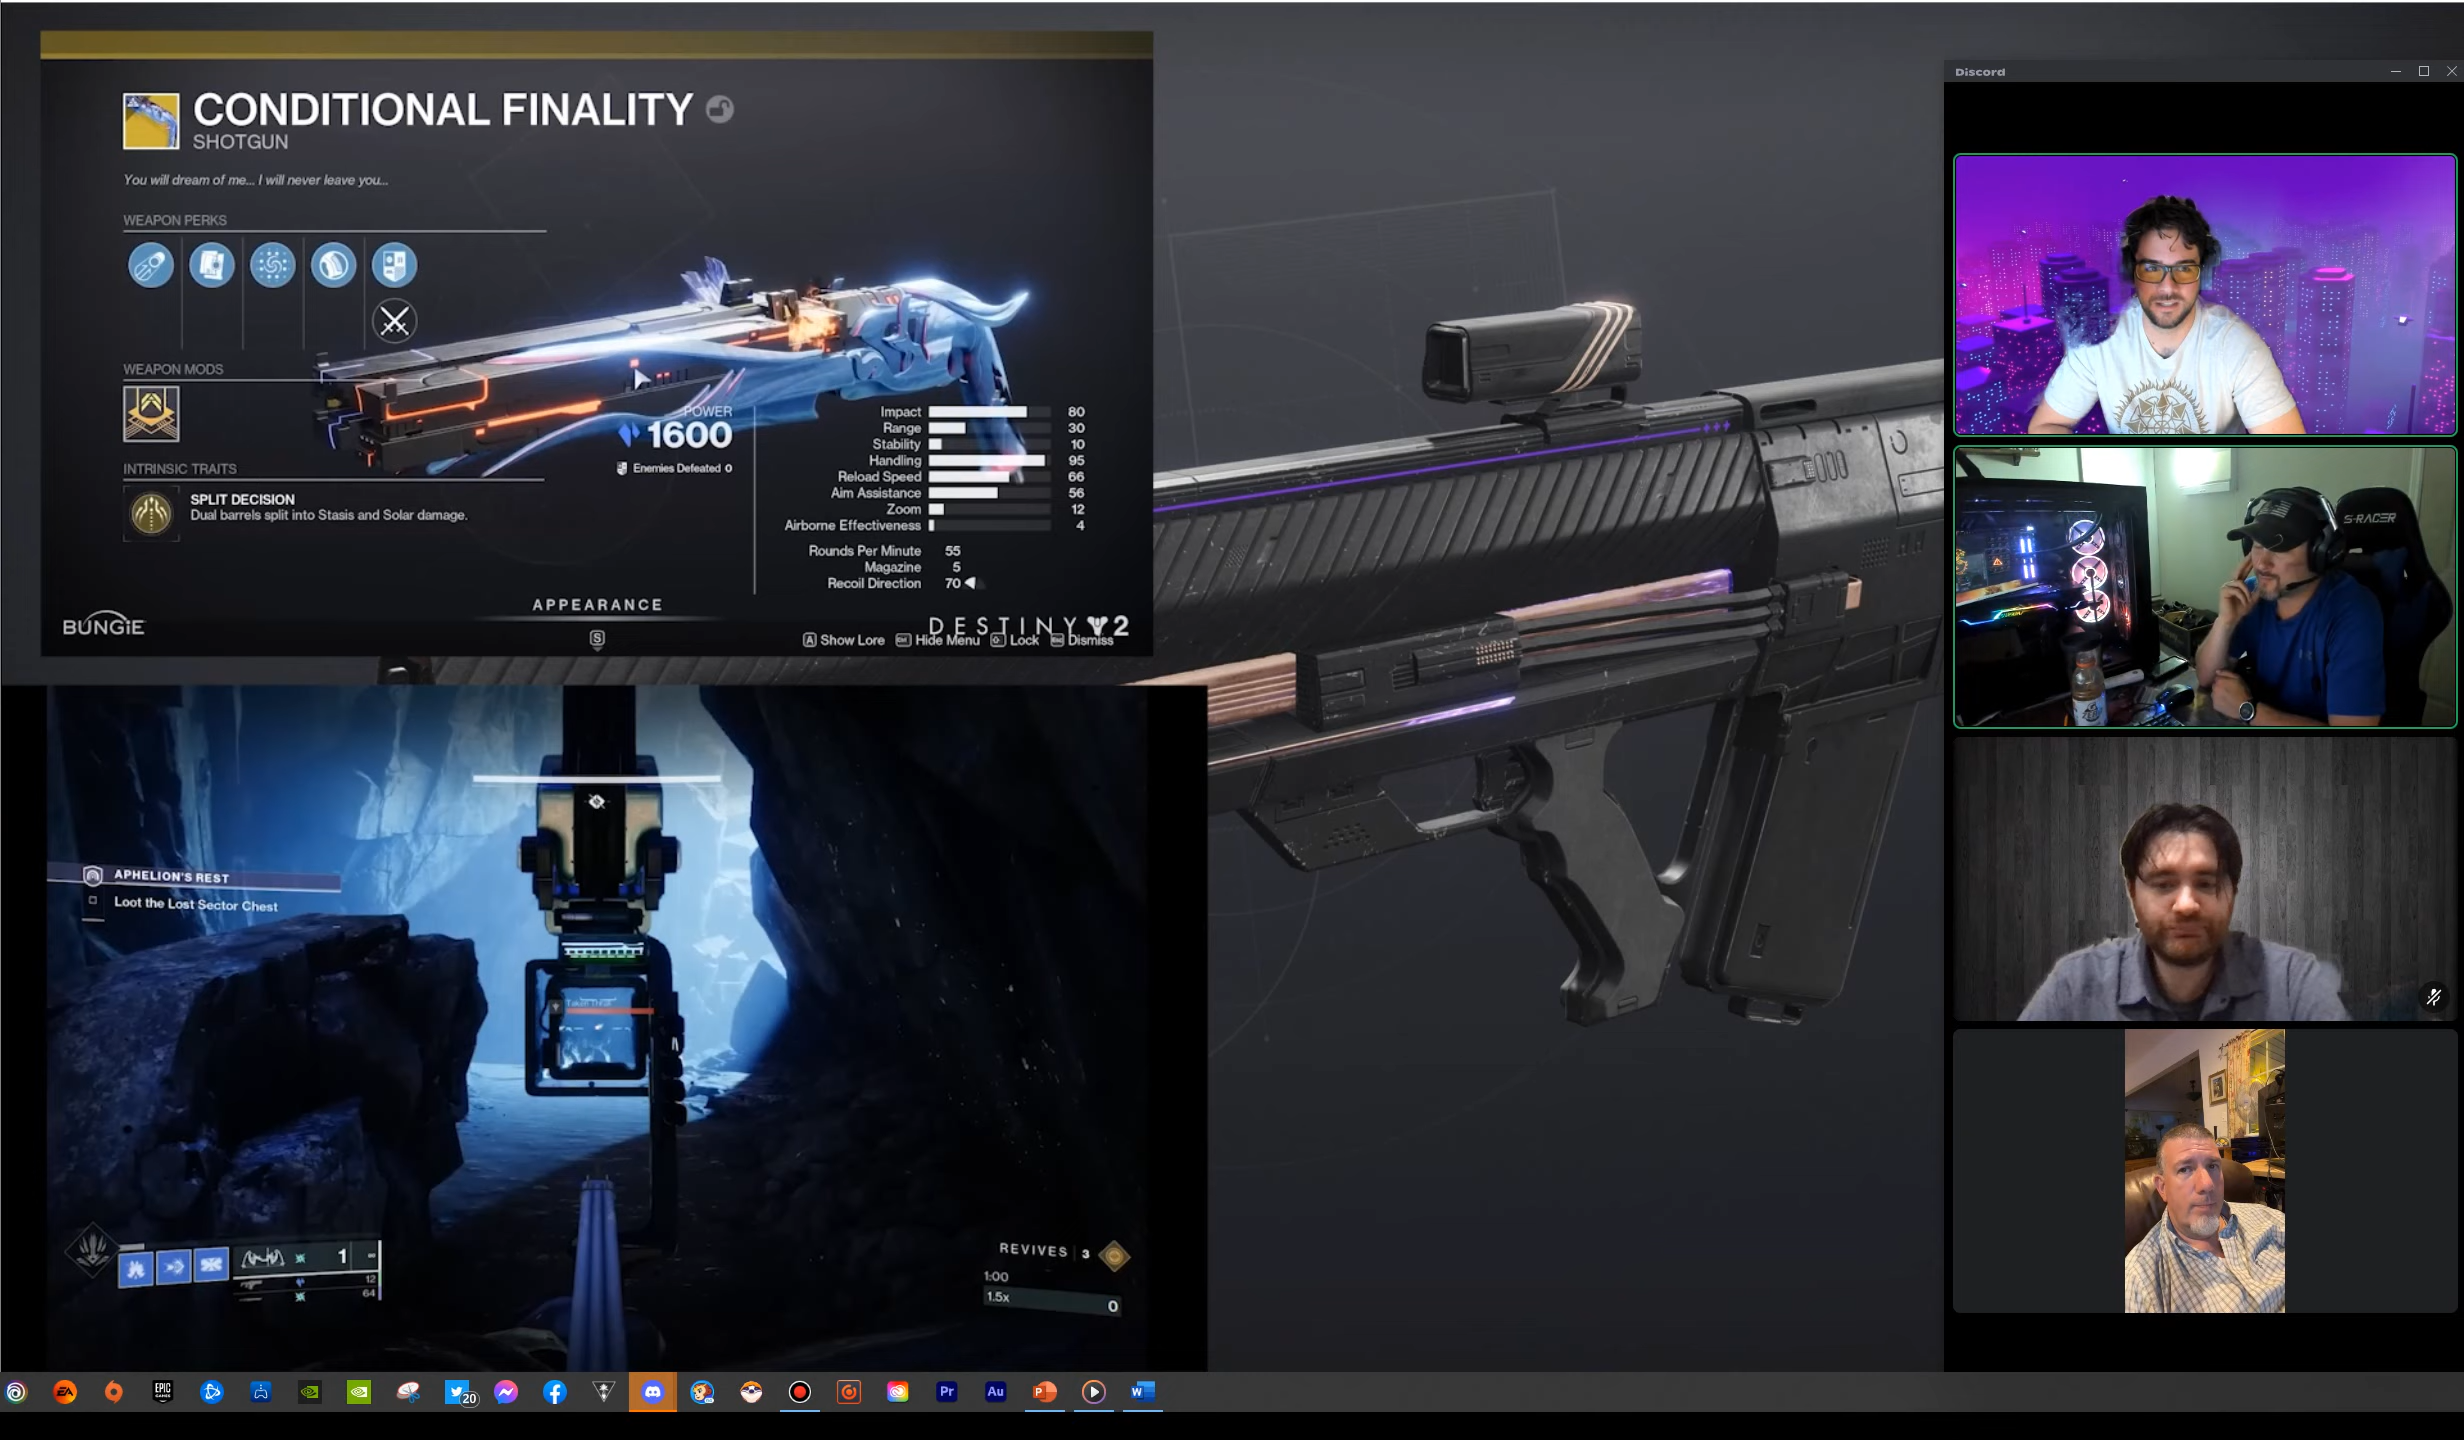 CONDITIONAL FINALITY
SHOTGUN
You will dream of me... I will never leave you...
WEAPON PERKS
WEAPON MODS
INTRINSIC TRAITS
SPLIT DECISION
Dual barrels split into Stasis and Solar damage.
POWER
1600
Enemies Defeated 0
Impact 80
Range 30
Stability 10
Handling 95
Reload Speed 66
Aim Assistance 56
Zoom 12
Airborne Effectiveness 4
Rounds Per Minute 55
Magazine 5
Recoil Direction 70
APPEARANCE
S
BUNGiE
DESTINY 2
A Show Lore
Hide Menu
Lock
Dismiss
APHELION'S REST
Loot the Lost Sector Chest
1
12
64
REVIVES 3
1:00
1.5x 0
Discord
S-RACER
EA
EPIC
GAMES
20
Pr
Au
P
W